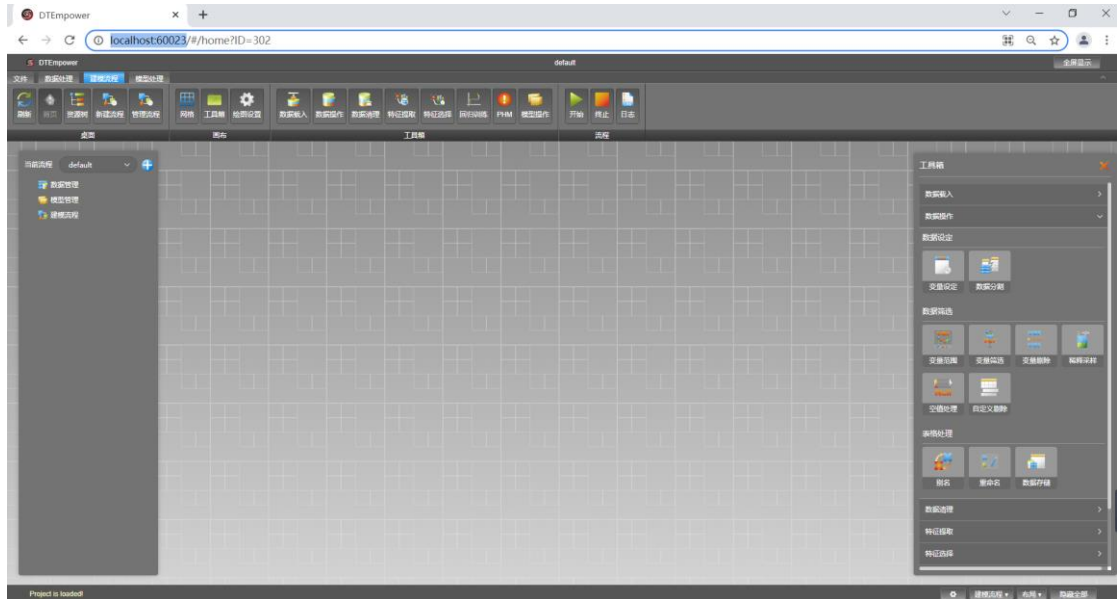 DTEmpower
localhost:60023/#/home?ID=302
DTEmpower default 全屏显示
文件 数据处理 建模流程 模型处理
刷新 首页 资源树 新建流程 管理流程 网格 工具箱 绘图设置 数据载入 数据操作 数据清理 特征提取 特征选择 回归训练 PHM 模型操作 开始 终止 日志
桌面 画布 工具箱 流程
当前流程 default
数据管理
模型管理
建模流程
工具箱
数据载入
数据操作
数据设定
变量设定 数据分割
数据筛选
变量范围 变量筛选 变量删除 稀释采样
空值处理 自定义删除
表格处理
别名 重命名 数据存储
数据清理
特征提取
特征选择
Project is loaded! 建模流程 布局 隐藏全部